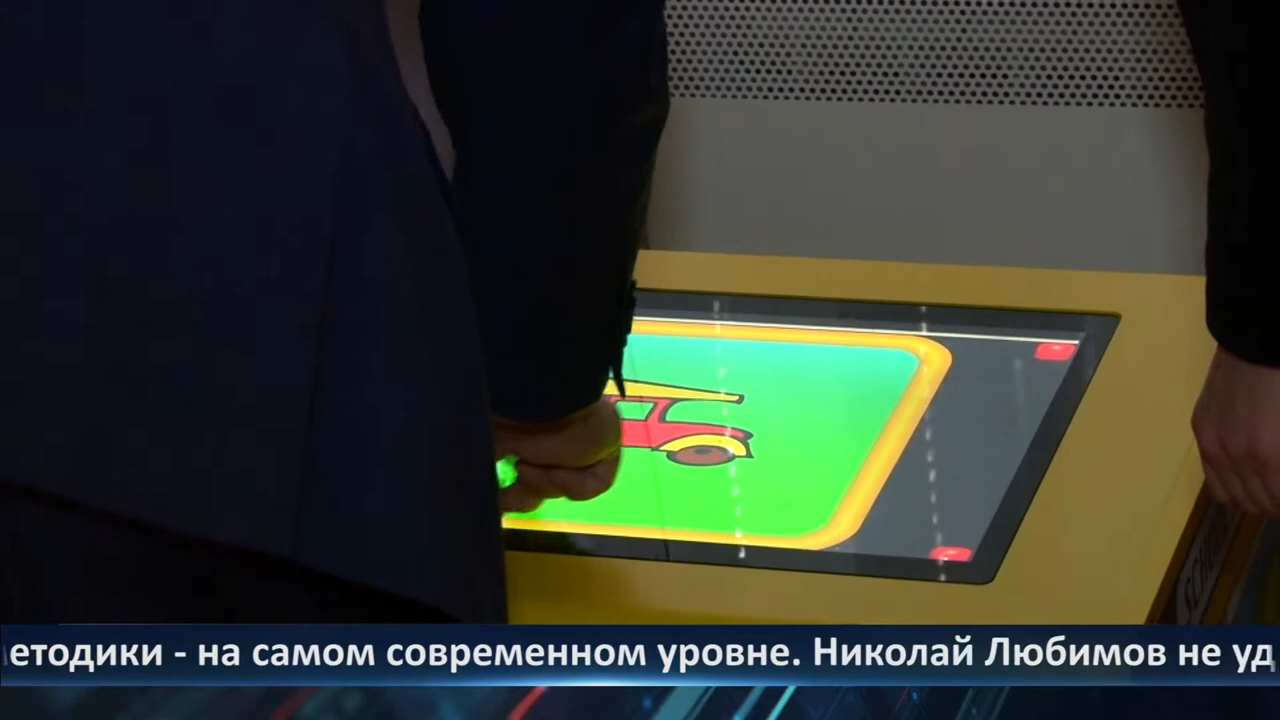 етодики - на самом современном уровне. Николай Любимов не уд